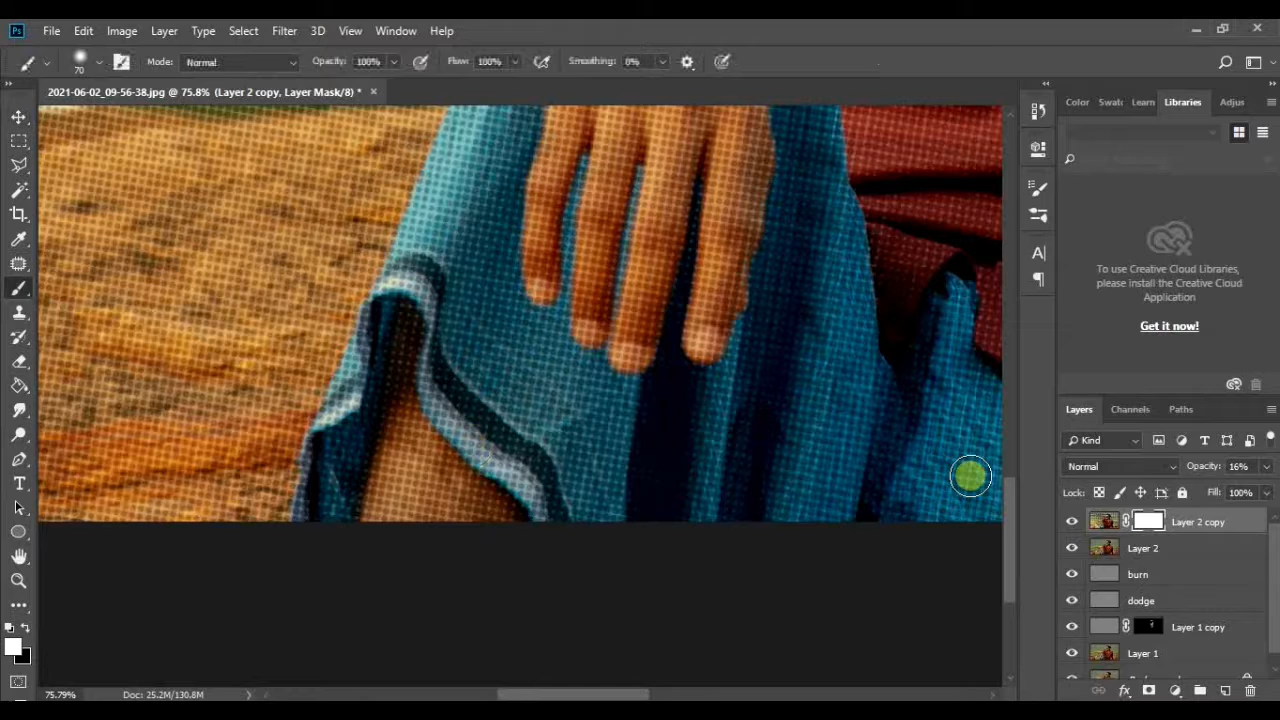 Ps File Edit Image Layer Type Select Filter 3D View Window Help
70 Mode: Normal Opacity: 100% Flow: 100% Smoothing: 0%
2021-06-02_09-56-38.jpg @ 75.8% (Layer 2 copy, Layer Mask/8) * ×
Color Swatc Learn Libraries Adjus
To use Creative Cloud Libraries,
please install the Creative Cloud
Application
Get it now!
Layers Channels Paths
Kind
Normal Opacity: 16%
Lock: Fill: 100%
Layer 2 copy
Layer 2
burn
dodge
Layer 1 copy
Layer 1
75.79% Doc: 25.2M/130.8M